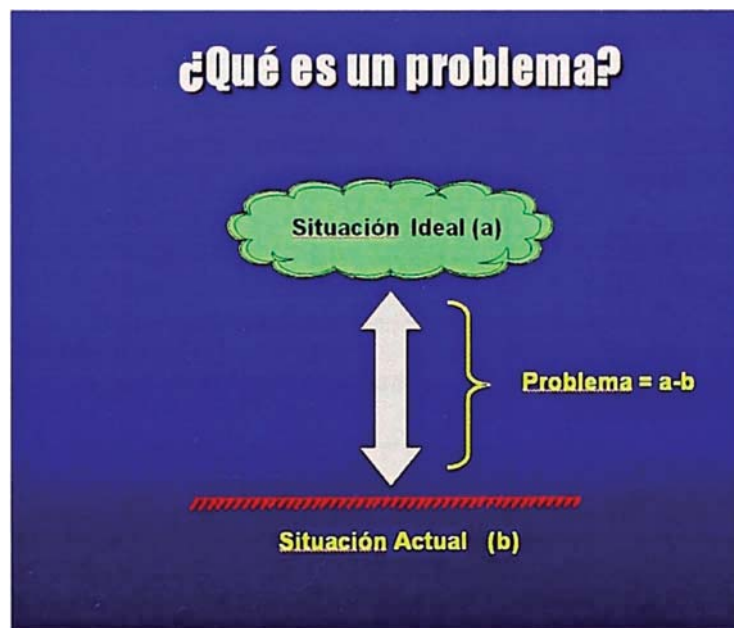 ¿Qué es un problema?
Situación Ideal (a)
Problema = a-b
Situación Actual (b)